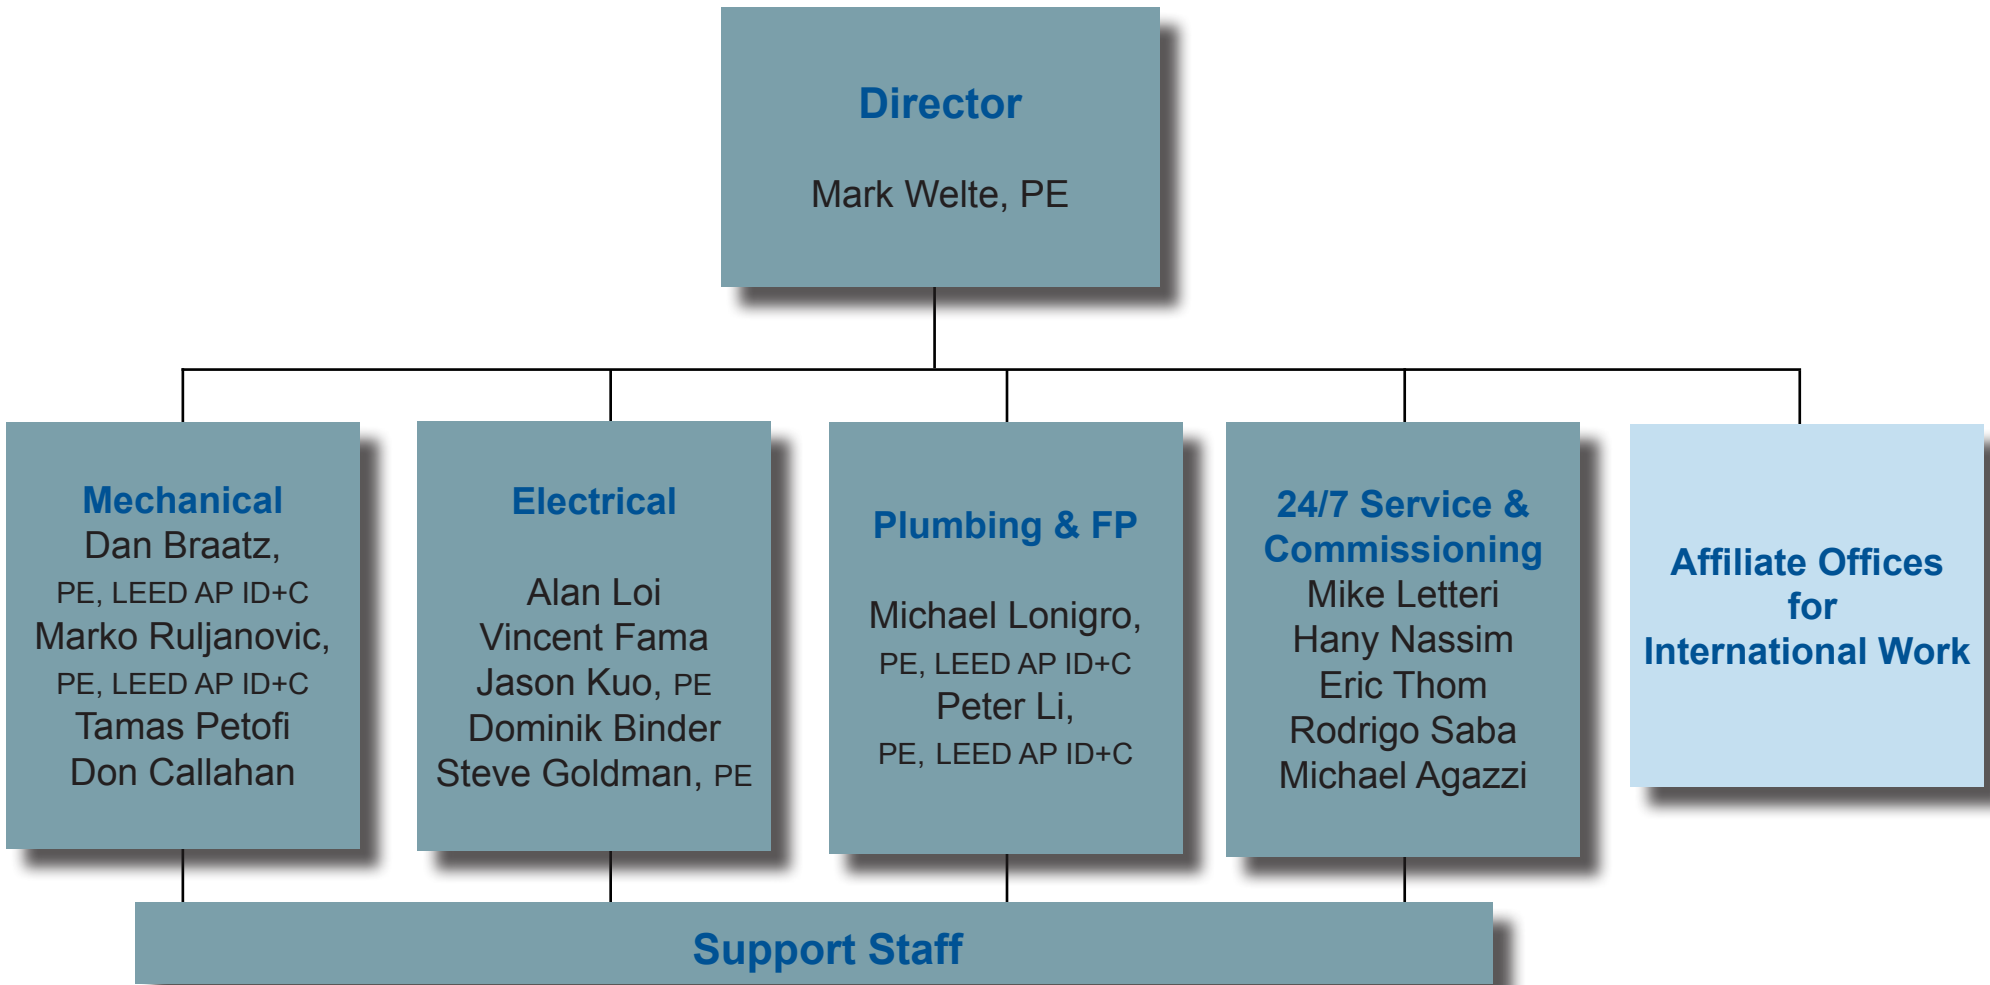 Director
Mark Welte, PE
Mechanical
Dan Braatz,
PE, LEED AP ID+C
Marko Ruljanovic,
PE, LEED AP ID+C
Tamas Petofi
Don Callahan
Electrical
Alan Loi
Vincent Fama
Jason Kuo, PE
Dominik Binder
Steve Goldman, PE
Plumbing & FP
Michael Lonigro,
PE, LEED AP ID+C
Peter Li,
PE, LEED AP ID+C
24/7 Service &
Commissioning
Mike Letteri
Hany Nassim
Eric Thom
Rodrigo Saba
Michael Agazzi
Affiliate Offices
for
International Work
Support Staff